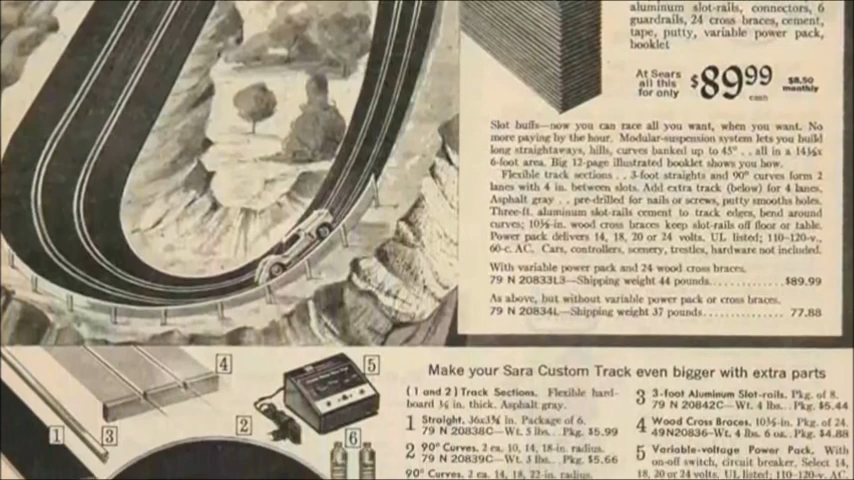 aluminum slot-rails, connectors, 6
guardrails, 24 cross braces, cement,
tape, putty, variable power pack,
booklet
At Sears
all this
for only
$89.99
cash
$8.50
monthly
Slot buffs—now you can race all you want, when you want. No
more paying by the hour. Modular-suspension system lets you build
long straightaways, hills, curves banked up to 45° . . all in a 14½x
6-foot area. Big 12-page illustrated booklet shows you how.
Flexible track sections . . 3-foot straights and 90° curves form 2
lanes with 4 in. between slots. Add extra track (below) for 4 lanes.
Asphalt gray . . pre-drilled for nails or screws, putty smooths holes.
Three-ft. aluminum slot-rails cement to track edges, bend around
curves; 10½-in. wood cross braces keep slot-rails off floor or table.
Power pack delivers 14, 18, 20 or 24 volts. UL listed; 110-120-v.,
60-c. AC. Cars, controllers, scenery, trestles, hardware not included.
With variable power pack and 24 wood cross braces.
79 N 20833L3—Shipping weight 44 pounds..............$89.99
As above, but without variable power pack or cross braces.
79 N 20834L—Shipping weight 37 pounds............... 77.88
4
5
2
1
3
6
Make your Sara Custom Track even bigger with extra parts
(1 and 2) Track Sections. Flexible hard-
board in. thick. Asphalt gray.
1 Straight, in. Package of 6.
79 N 20838C—Wt. 5 lbs...Pkg. $5.99
2 90° Curves. 2 ea. 10, 14, 18-in. radius.
79 N 20839C—Wt. 3 lbs...Pkg. $5.66
90° Curves. 2 ea. 14, 18, 22-in. radius.
3 3-foot Aluminum Slot-rails. Pkg. of 8.
79 N 20842C—Wt. 4 lbs...Pkg. $5.44
4 Wood Cross Braces. 10½-in. Pkg. of 24.
49N20836-Wt. 4 lbs. 6 oz..Pkg. $4.88
5 Variable-voltage Power Pack. With
on-off switch, circuit breaker. Select 14,
18, 20 or 24 volts. UL listed; 110-120-v., AC.